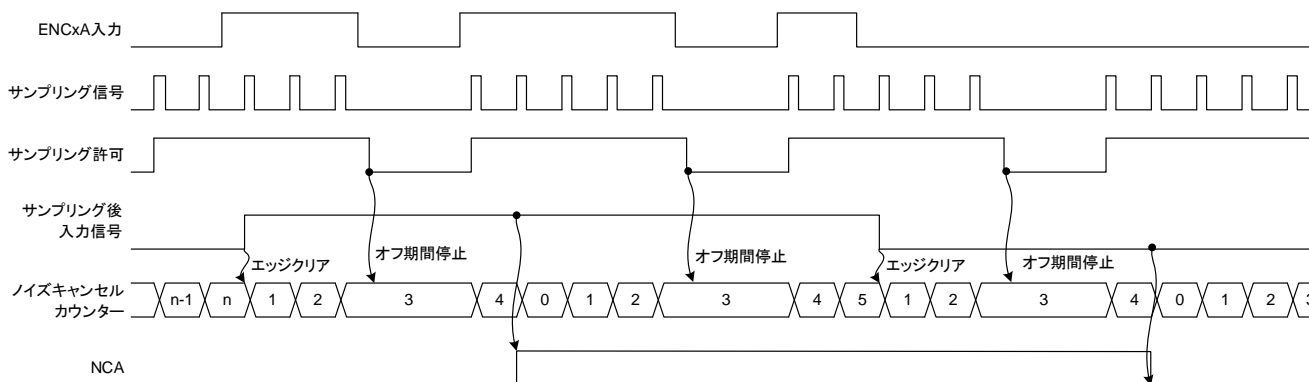 ENCxA入力
サンプリング信号
サンプリング許可
サンプリング後
入力信号
エッジクリア
オフ期間停止
オフ期間停止
エッジクリア
オフ期間停止
ノイズキャンセル
カウンター
n-1 n 1 2 3 4 0 1 2 3 4 5 1 2 3 4 0 1 2 3
NCA